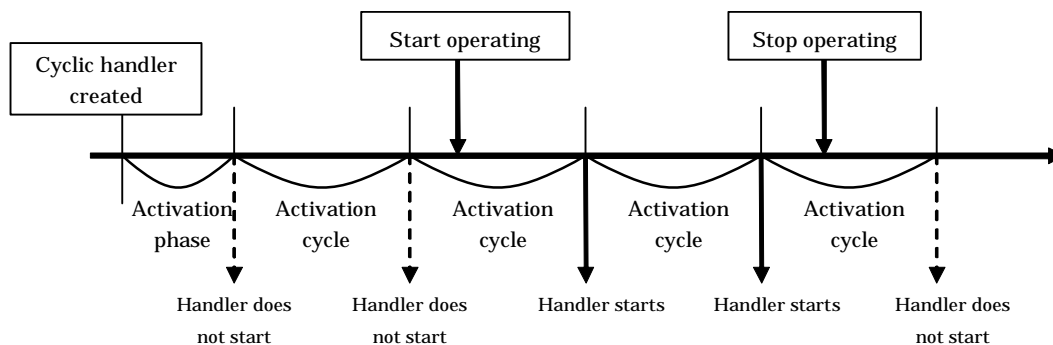 Start operating
Stop operating
Cyclic handler
created
Activation
phase
Activation
cycle
Activation
cycle
Activation
cycle
Activation
cycle
Handler does
not start
Handler does
not start
Handler starts
Handler starts
Handler does
not start